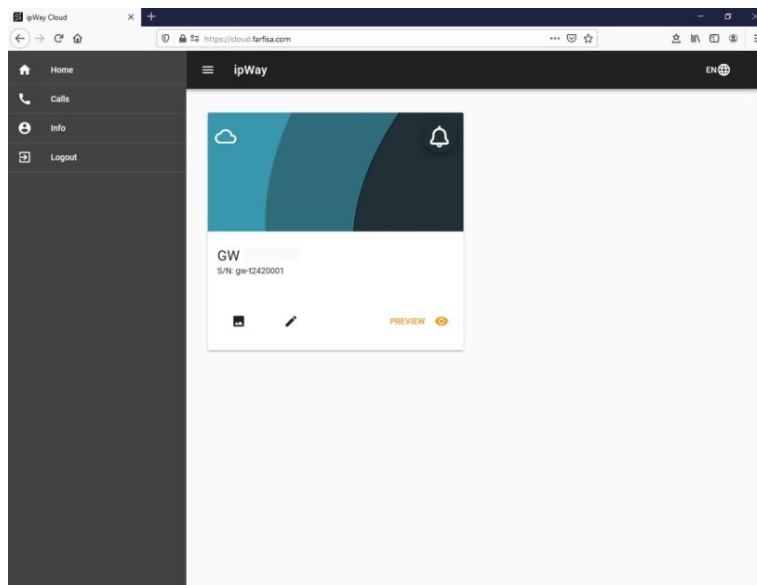 ipWay Cloud
https://cloud.farfisa.com
Home
Calls
Info
Logout
ipWay
EN
GW
S/N: gw-t2420001
PREVIEW